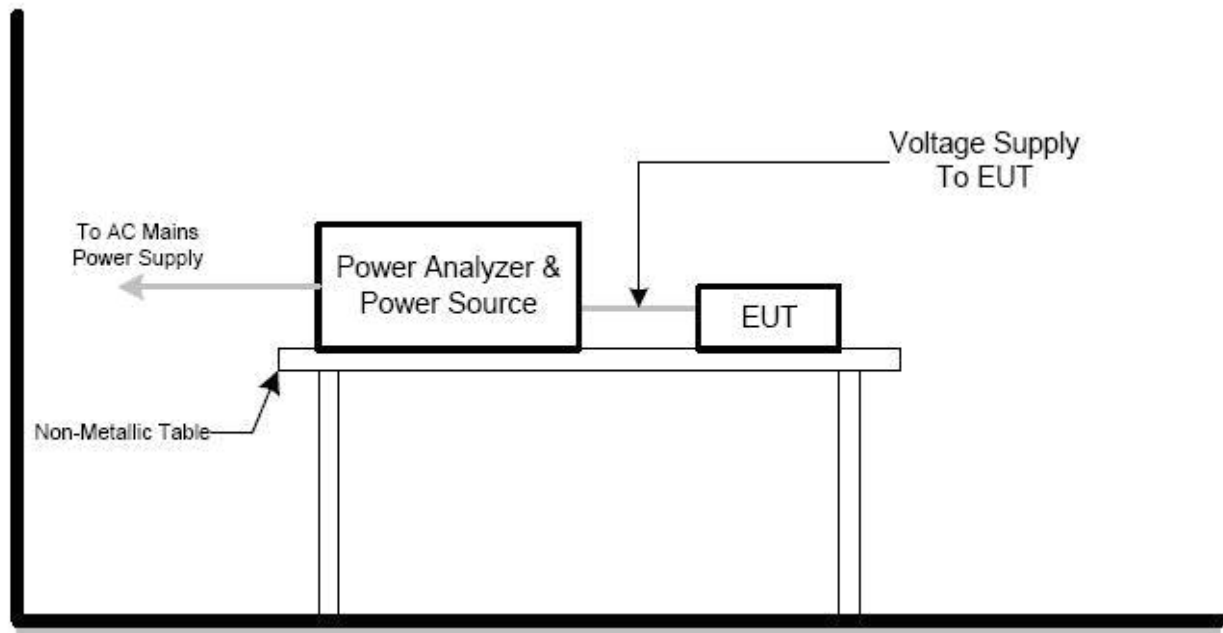 Voltage Supply
To EUT
To AC Mains
Power Supply
Power Analyzer &
Power Source
EUT
Non-Metallic Table